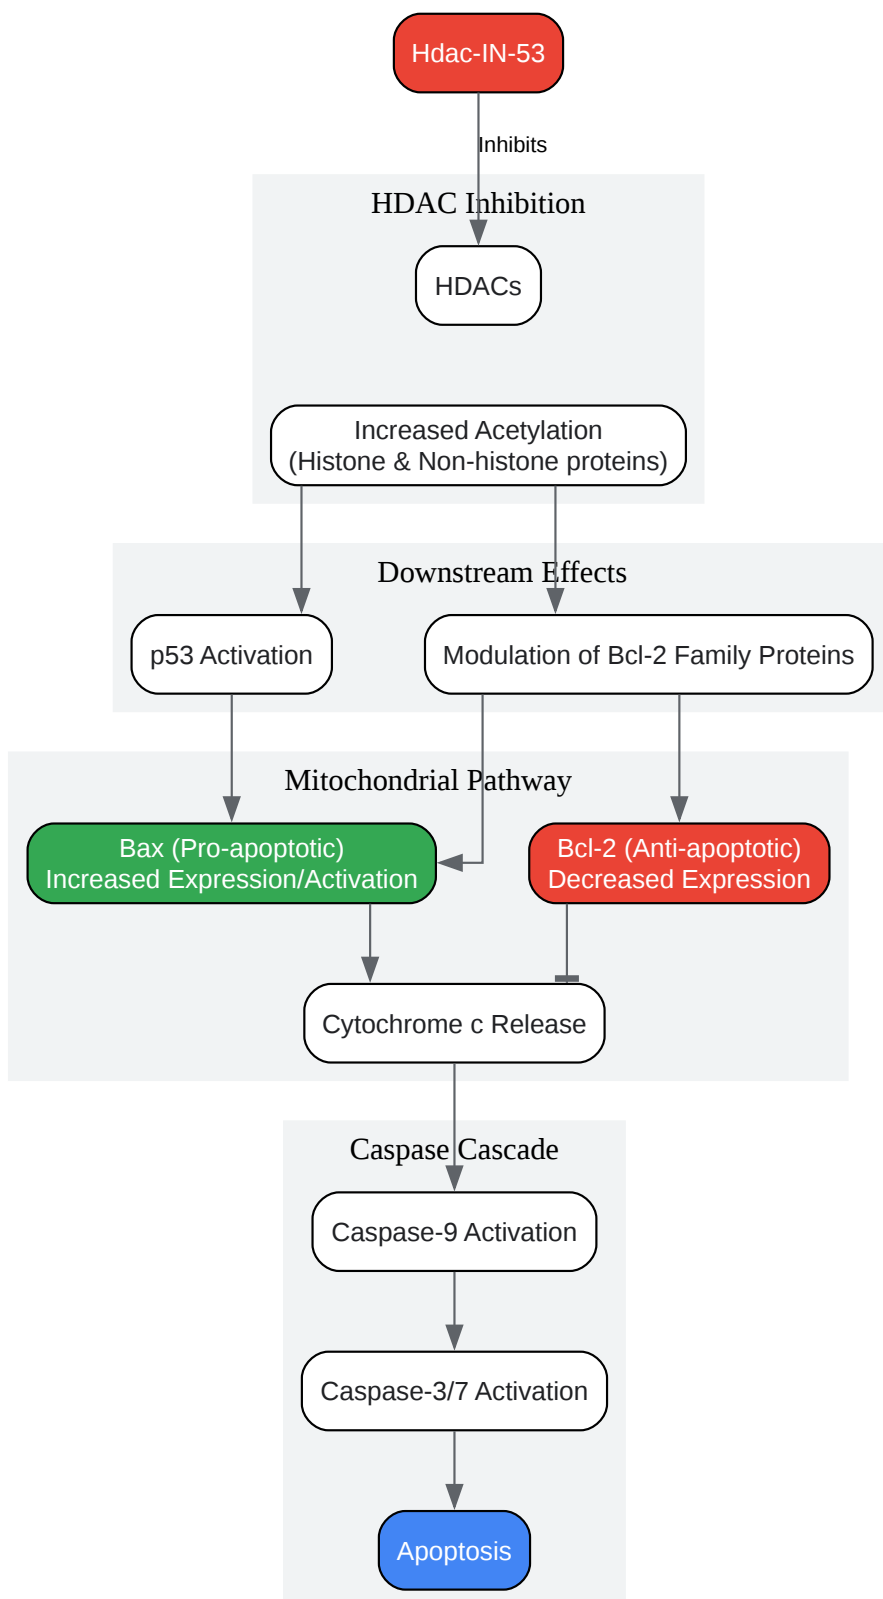 Hdac-IN-53
Inhibits
HDAC Inhibition
HDACs
Increased Acetylation
(Histone & Non-histone proteins)
Downstream Effects
p53 Activation
Modulation of Bcl-2 Family Proteins
Mitochondrial Pathway
Bax (Pro-apoptotic)
Increased Expression/Activation
Bcl-2 (Anti-apoptotic)
Decreased Expression
Cytochrome c Release
Caspase Cascade
Caspase-9 Activation
Caspase-3/7 Activation
Apoptosis